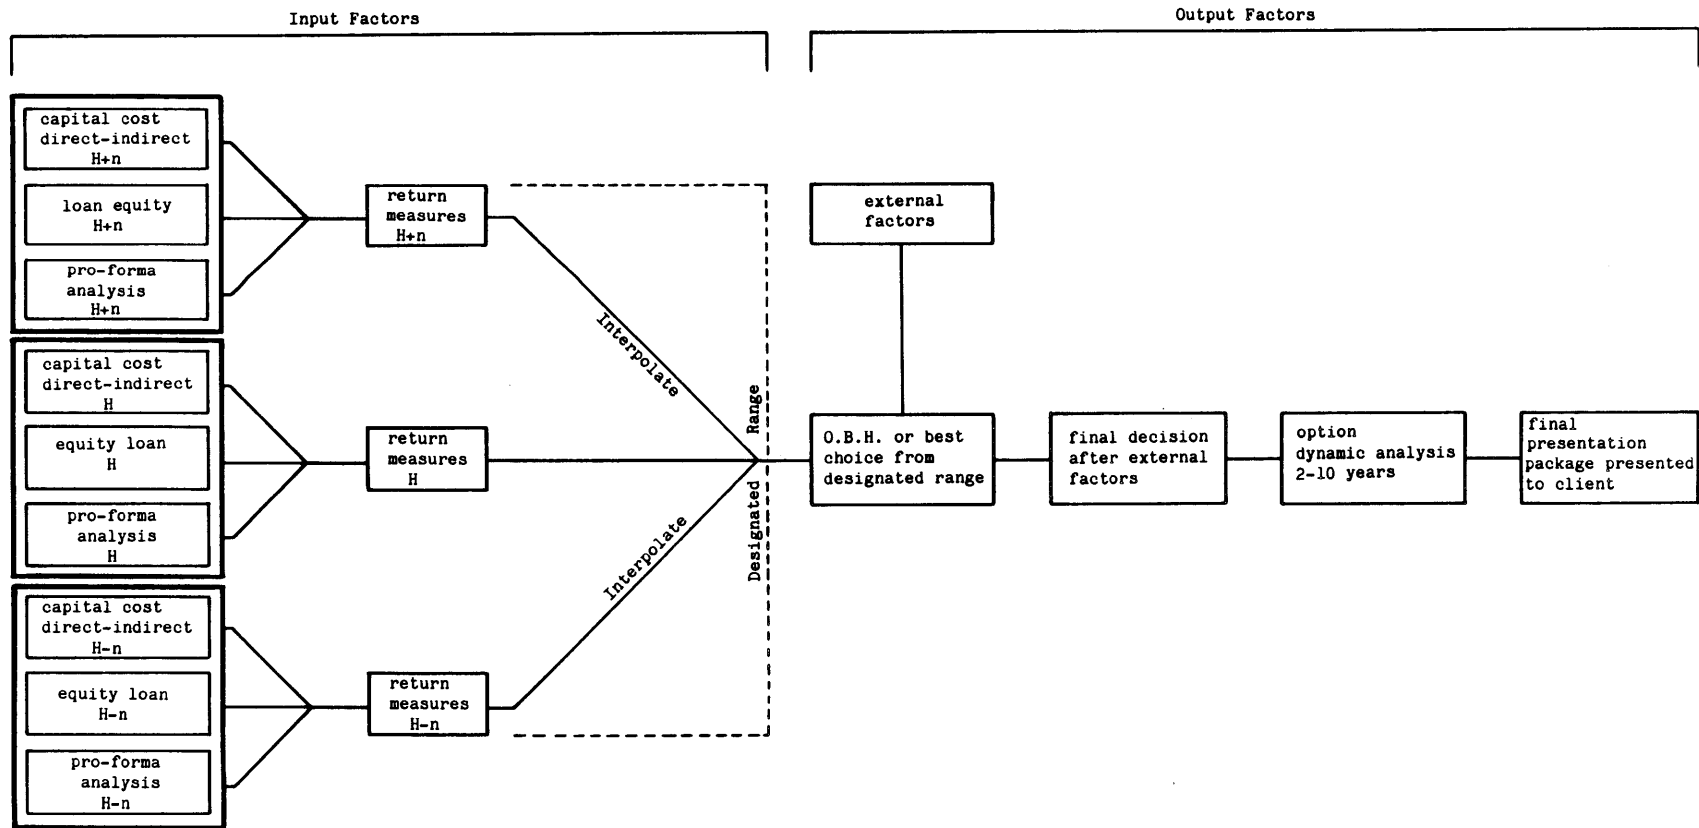 Input Factors
Output Factors
capital cost
direct-indirect
H+n
loan equity
H+n
pro-forma
analysis
H+n
return
measures
H+n
capital cost
direct-indirect
H
equity loan
H
pro-forma
analysis
H
return
measures
H
capital cost
direct-indirect
H-n
equity loan
H-n
pro-forma
analysis
H-n
return
measures
H-n
Interpolate
Interpolate
Designated Range
external
factors
O.B.H. or best
choice from
designated range
final decision
after external
factors
option
dynamic analysis
2-10 years
final
presentation
package presented
to client